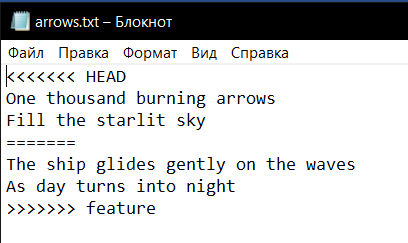 arrows.txt – Блокнот
Файл Правка Формат Вид Справка
<<<<<<< HEAD
One thousand burning arrows
Fill the starlit sky
=======
The ship glides gently on the waves
As day turns into night
>>>>>>> feature